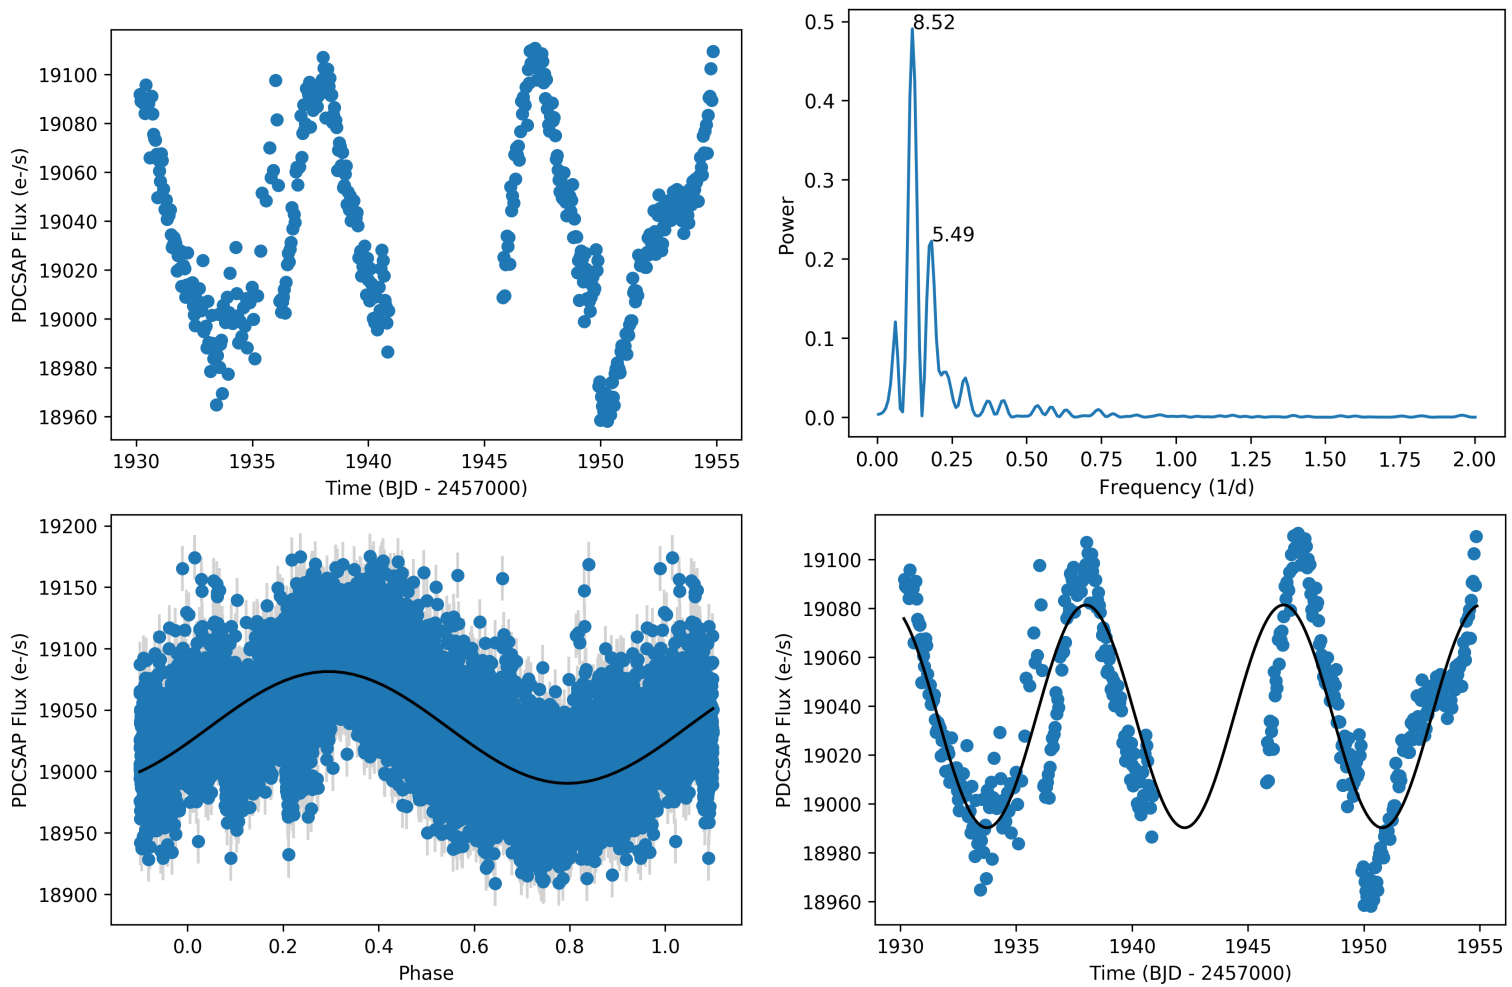 19100
19080
19060
19040
19020
19000
18980
18960
PDCSAP Flux (e-/s)
1930 1935 1940 1945 1950 1955
Time (BJD - 2457000)
8.52
5.49
0.5
0.4
0.3
0.2
0.1
0.0
Power
0.00 0.25 0.50 0.75 1.00 1.25 1.50 1.75 2.00
Frequency (1/d)
19200
19150
19100
19050
19000
18950
18900
PDCSAP Flux (e-/s)
0.0 0.2 0.4 0.6 0.8 1.0
Phase
19100
19080
19060
19040
19020
19000
18980
18960
PDCSAP Flux (e-/s)
1930 1935 1940 1945 1950 1955
Time (BJD - 2457000)